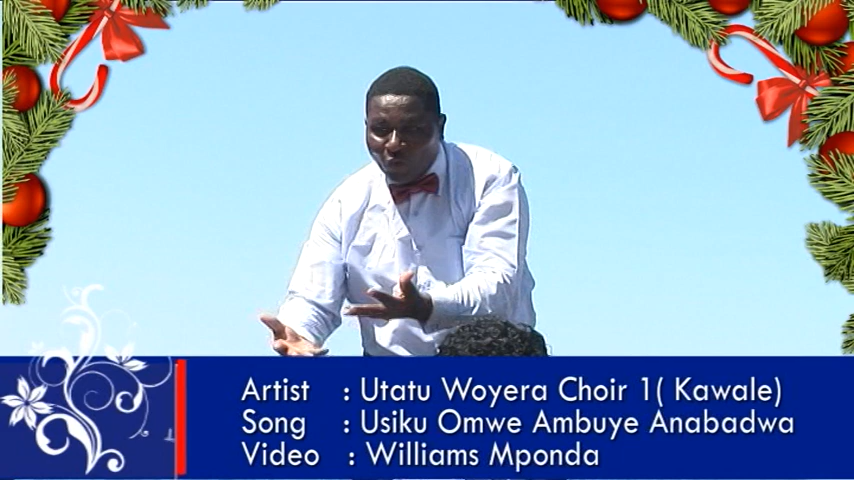 Artist : Utatu Woyera Choir 1( Kawale)
Song : Usiku Omwe Ambuye Anabadwa
Video : Williams Mponda